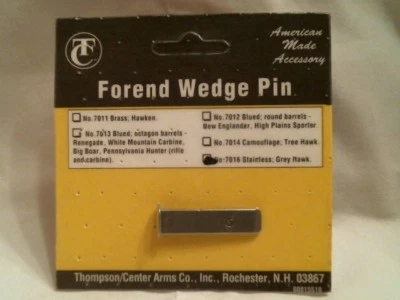 TC
American
Made
Accessory
Forend Wedge Pin
No. 7011 Brass; Hawken.
No. 7013 Blued; octagon barrels -
Renegade, White Mountain Carbine,
Big Boar, Pennsylvania Hunter (rifle
and carbine).
No. 7012 Blued; round barrels -
New Englander, High Plains Sporter
No. 7014 Camouflage; Tree Hawk.
No. 7016 Stainless; Grey Hawk.
Thompson/Center Arms Co., Inc., Rochester, N.H. 03867